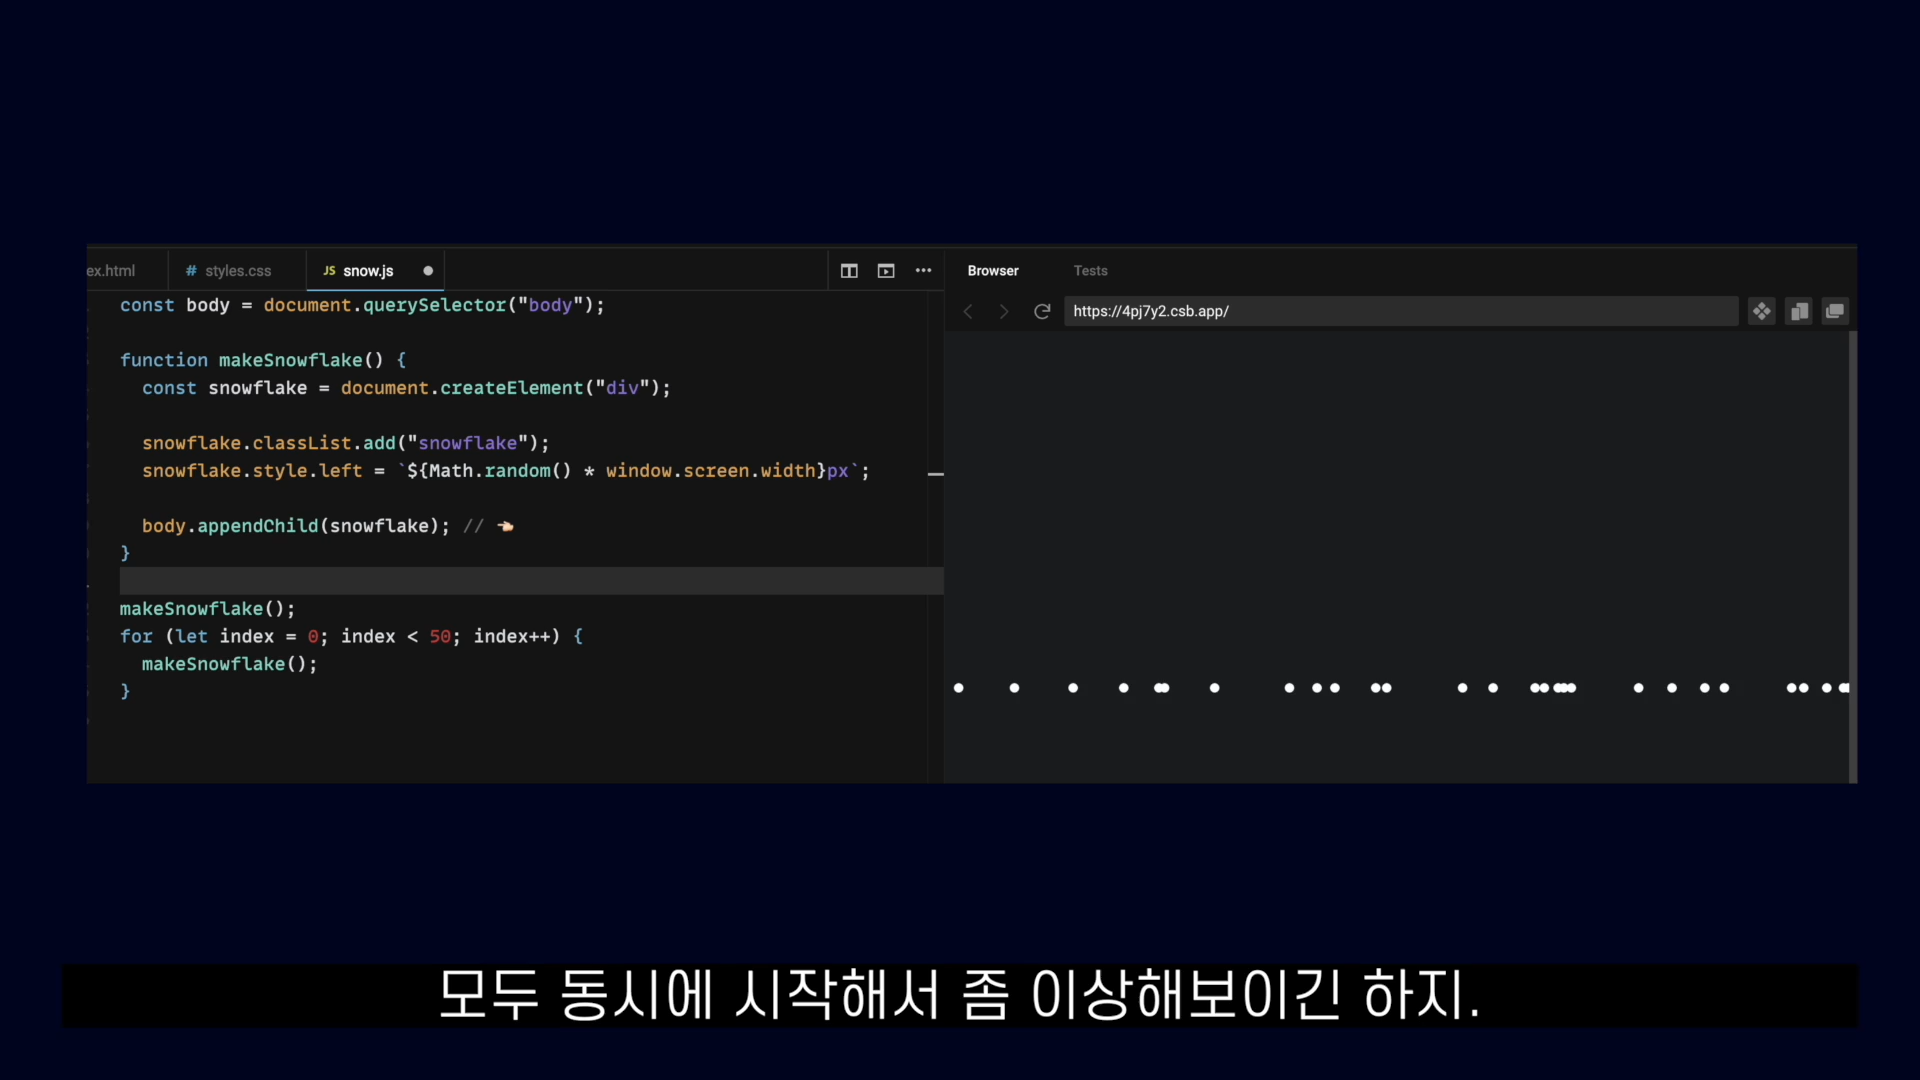 ex.html # styles.css JS snow.js
Browser Tests
https://4pj7y2.csb.app/
const body = document.querySelector("body");
function makeSnowflake() {
const snowflake = document.createElement("div");
snowflake.classList.add("snowflake");
snowflake.style.left = `${Math.random() * window.screen.width}px`;
body.appendChild(snowflake); // 👈🏻
}
makeSnowflake();
for (let index = 0; index < 50; index++) {
makeSnowflake();
}
모두 동시에 시작해서 좀 이상해보이긴 하지.